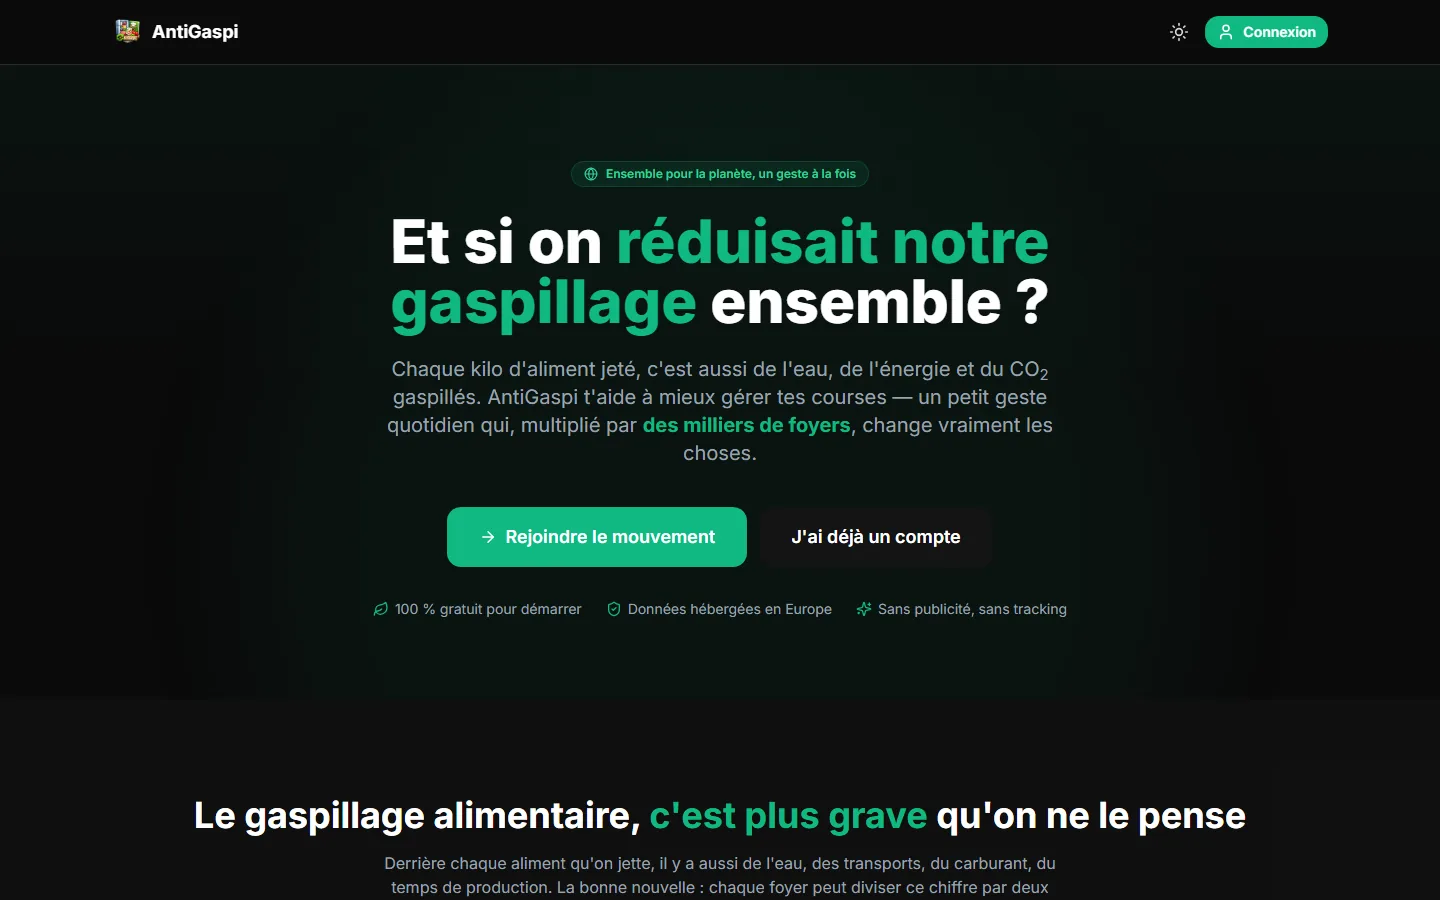 AntiGaspi
Connexion
Ensemble pour la planète, un geste à la fois
Et si on réduisait notre
gaspillage ensemble ?
Chaque kilo d'aliment jeté, c'est aussi de l'eau, de l'énergie et du CO₂
gaspillés. AntiGaspi t'aide à mieux gérer tes courses — un petit geste
quotidien qui, multiplié par des milliers de foyers, change vraiment les
choses.
Rejoindre le mouvement
J'ai déjà un compte
100 % gratuit pour démarrer
Données hébergées en Europe
Sans publicité, sans tracking
Le gaspillage alimentaire, c'est plus grave qu'on ne le pense
Derrière chaque aliment qu'on jette, il y a aussi de l'eau, des transports, du carburant, du
temps de production. La bonne nouvelle : chaque foyer peut diviser ce chiffre par deux